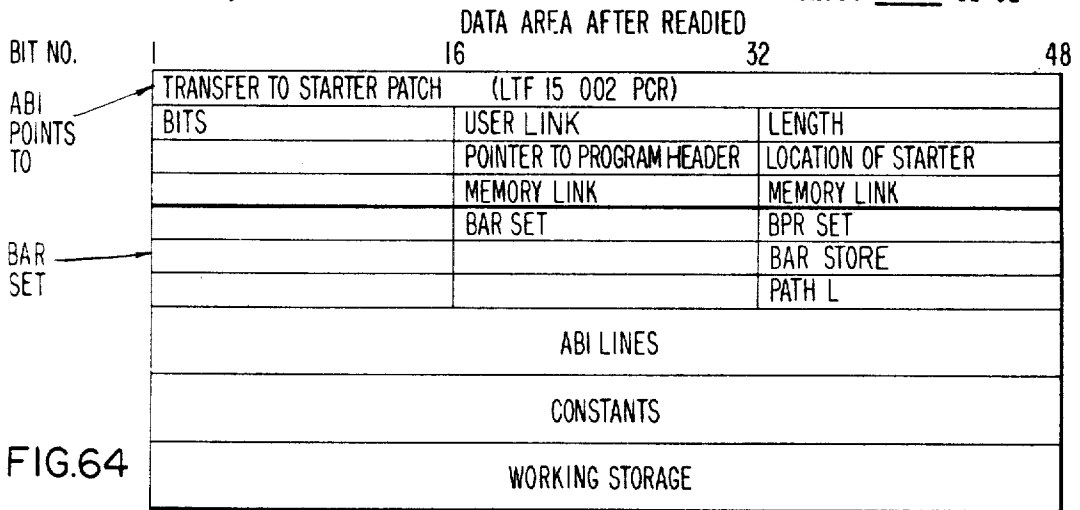 DATA AREA AFTER READIED
BIT NO. 1 16 32 48
TRANSFER TO STARTER PATCH (LTF 15 002 PCR)
ABI POINTS TO
BITS USER LINK LENGTH
POINTER TO PROGRAM HEADER LOCATION OF STARTER
MEMORY LINK MEMORY LINK
BAR SET BPR SET
BAR SET
BAR STORE
PATH L
ABI LINES
CONSTANTS
FIG.64
WORKING STORAGE